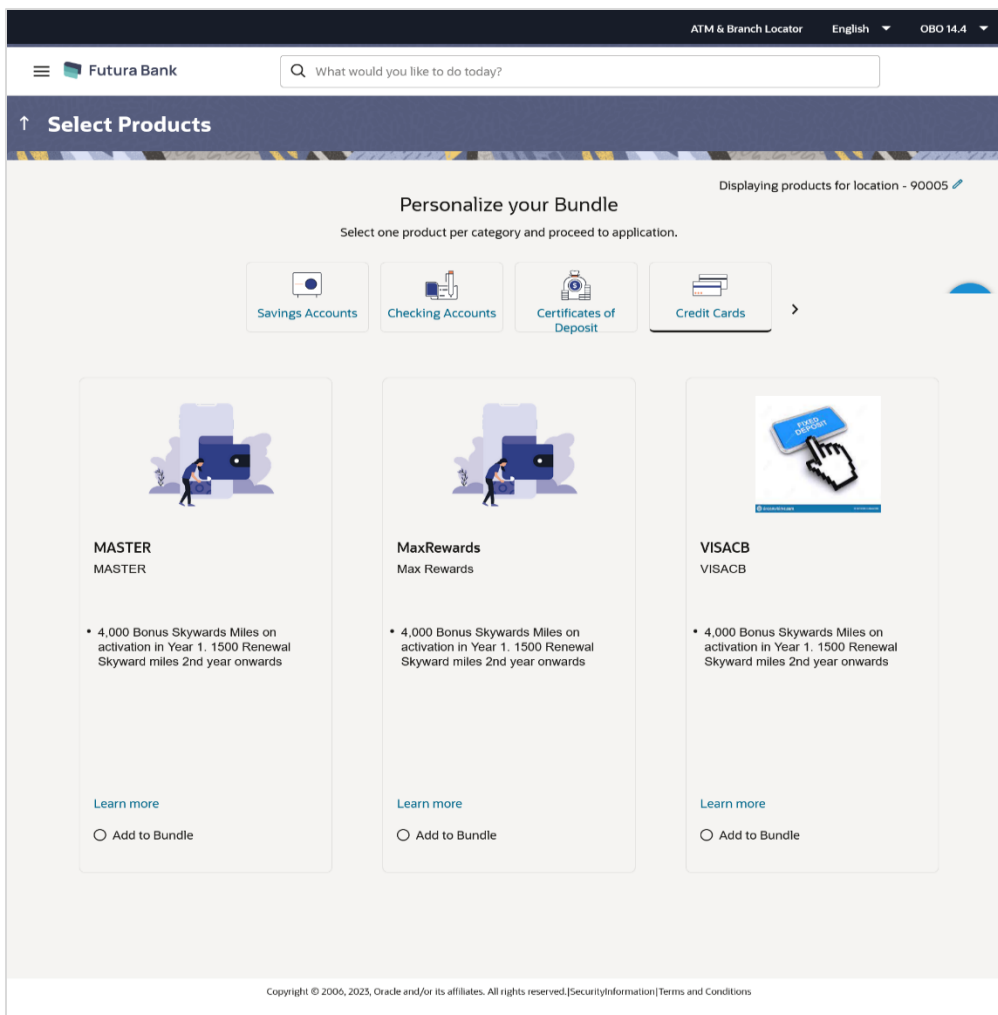 ATM & Branch Locator English OBO 14.4
Futura Bank What would you like to do today?
Select Products
Displaying products for location - 90005
Personalize your Bundle
Select one product per category and proceed to application.
Savings Accounts Checking Accounts Certificates of Deposit Credit Cards
FIXED DEPOSIT
MASTER MaxRewards VISACB
MASTER Max Rewards VISACB
• 4,000 Bonus Skywards Miles on
activation in Year 1. 1500 Renewal
Skyward miles 2nd year onwards
• 4,000 Bonus Skywards Miles on
activation in Year 1. 1500 Renewal
Skyward miles 2nd year onwards
• 4,000 Bonus Skywards Miles on
activation in Year 1. 1500 Renewal
Skyward miles 2nd year onwards
Learn more Learn more Learn more
Add to Bundle Add to Bundle Add to Bundle
Copyright © 2006, 2023, Oracle and/or its affiliates. All rights reserved.|SecurityInformation|Terms and Conditions